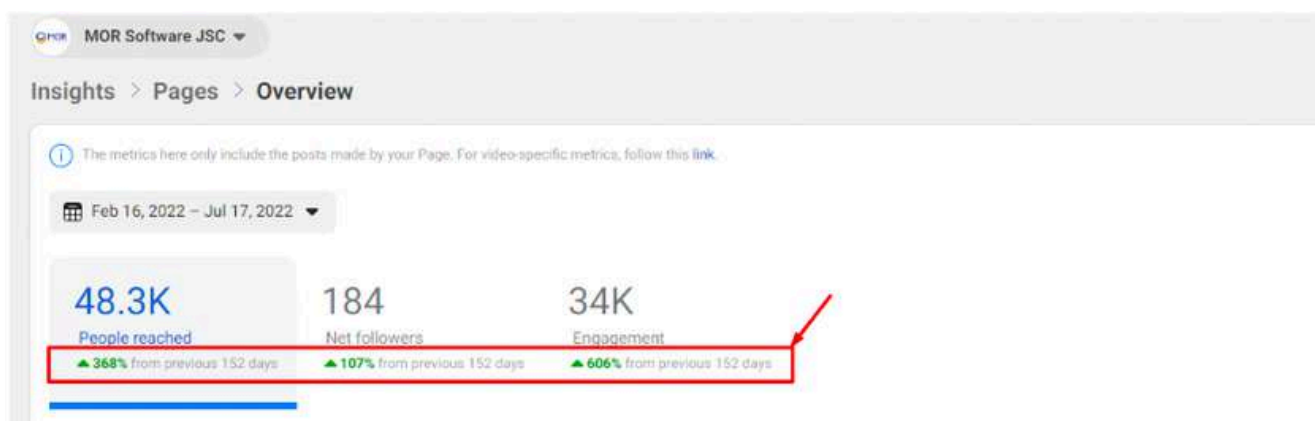 MOR MOR Software JSC
Insights > Pages > Overview
The metrics here only include the posts made by your Page. For video-specific metrics, follow this link.
Feb 16, 2022 – Jul 17, 2022
48.3K 184 34K
People reached Net followers Engagement
368% from previous 152 days 107% from previous 152 days 606% from previous 152 days